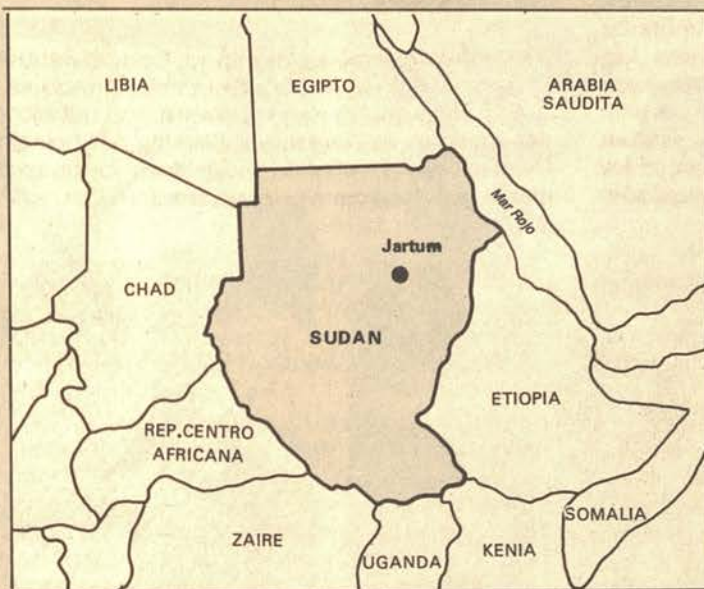 LIBIA
EGIPTO
ARABIA
SAUDITA
Mar Rojo
Jartum
CHAD
SUDAN
ETIOPIA
REP.CENTRO
AFRICANA
SOMALIA
ZAIRE
UGANDA
KENIA